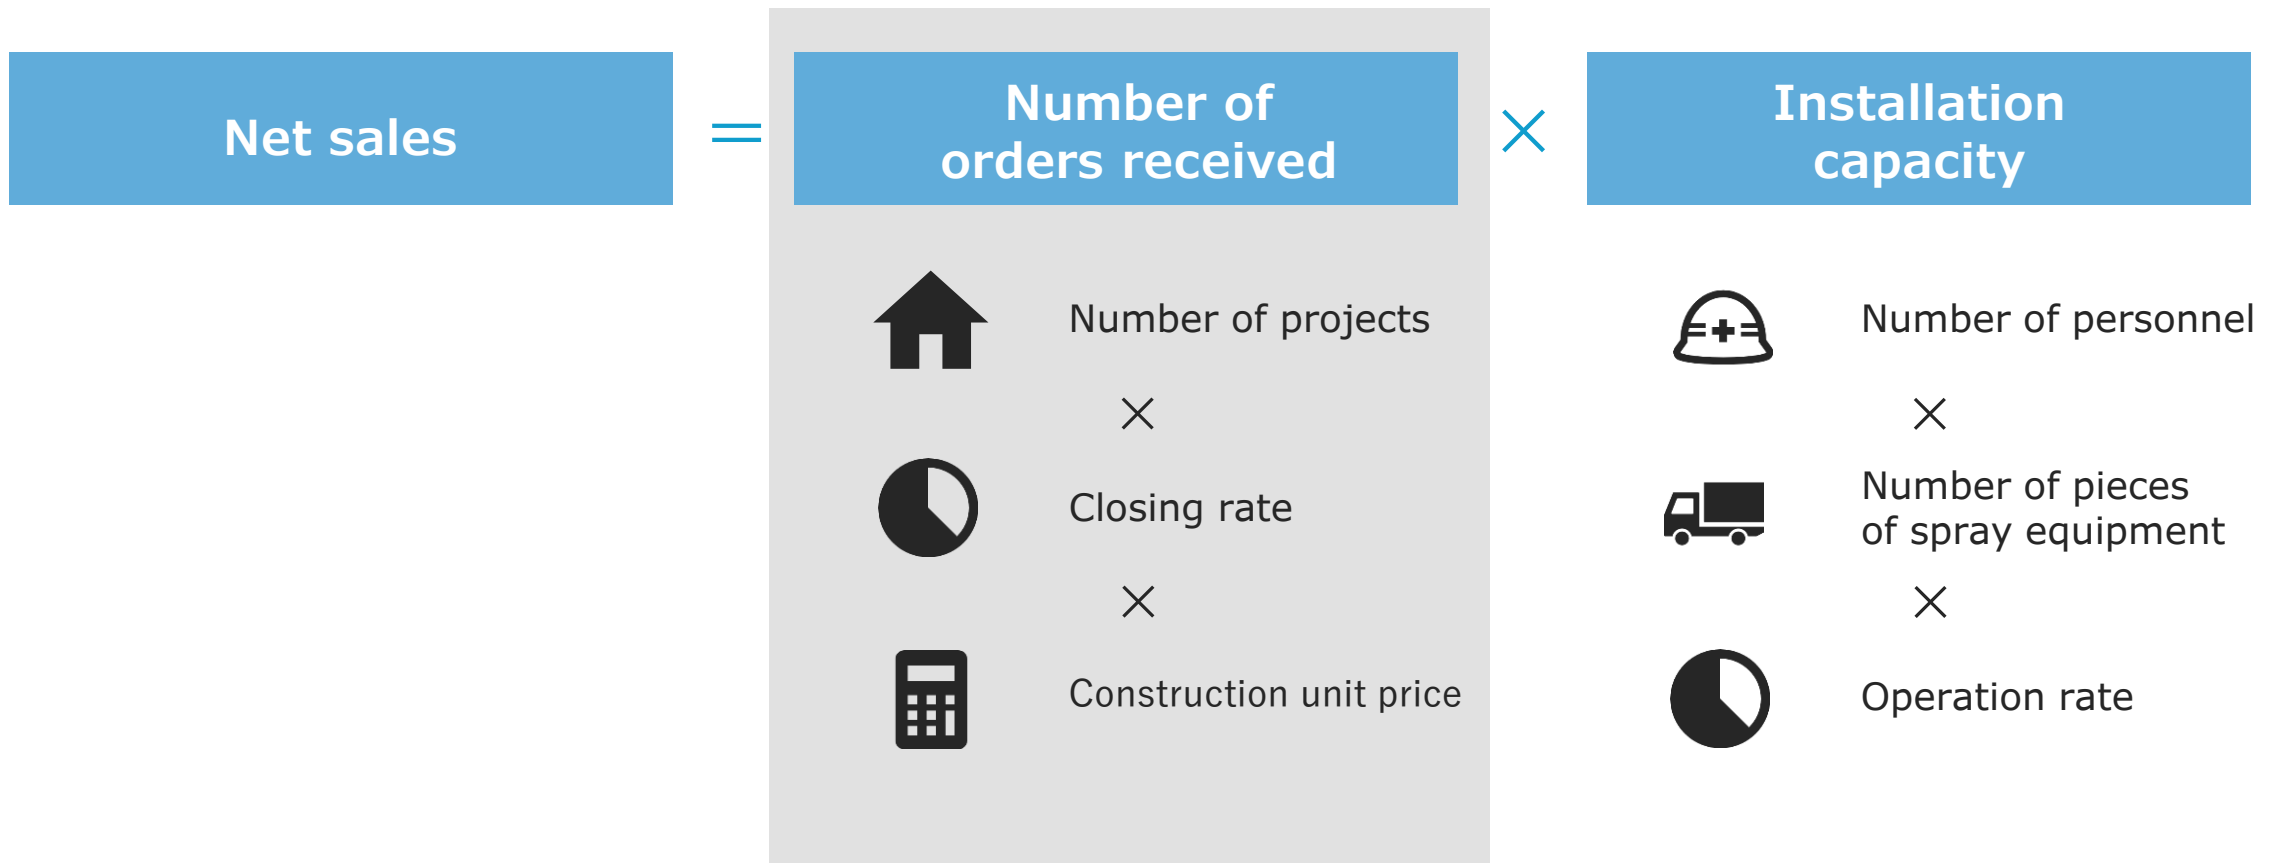 Net sales
=
Number of
orders received
×
Installation
capacity
Number of projects
×
Closing rate
×
Construction unit price
Number of personnel
×
Number of pieces
of spray equipment
×
Operation rate